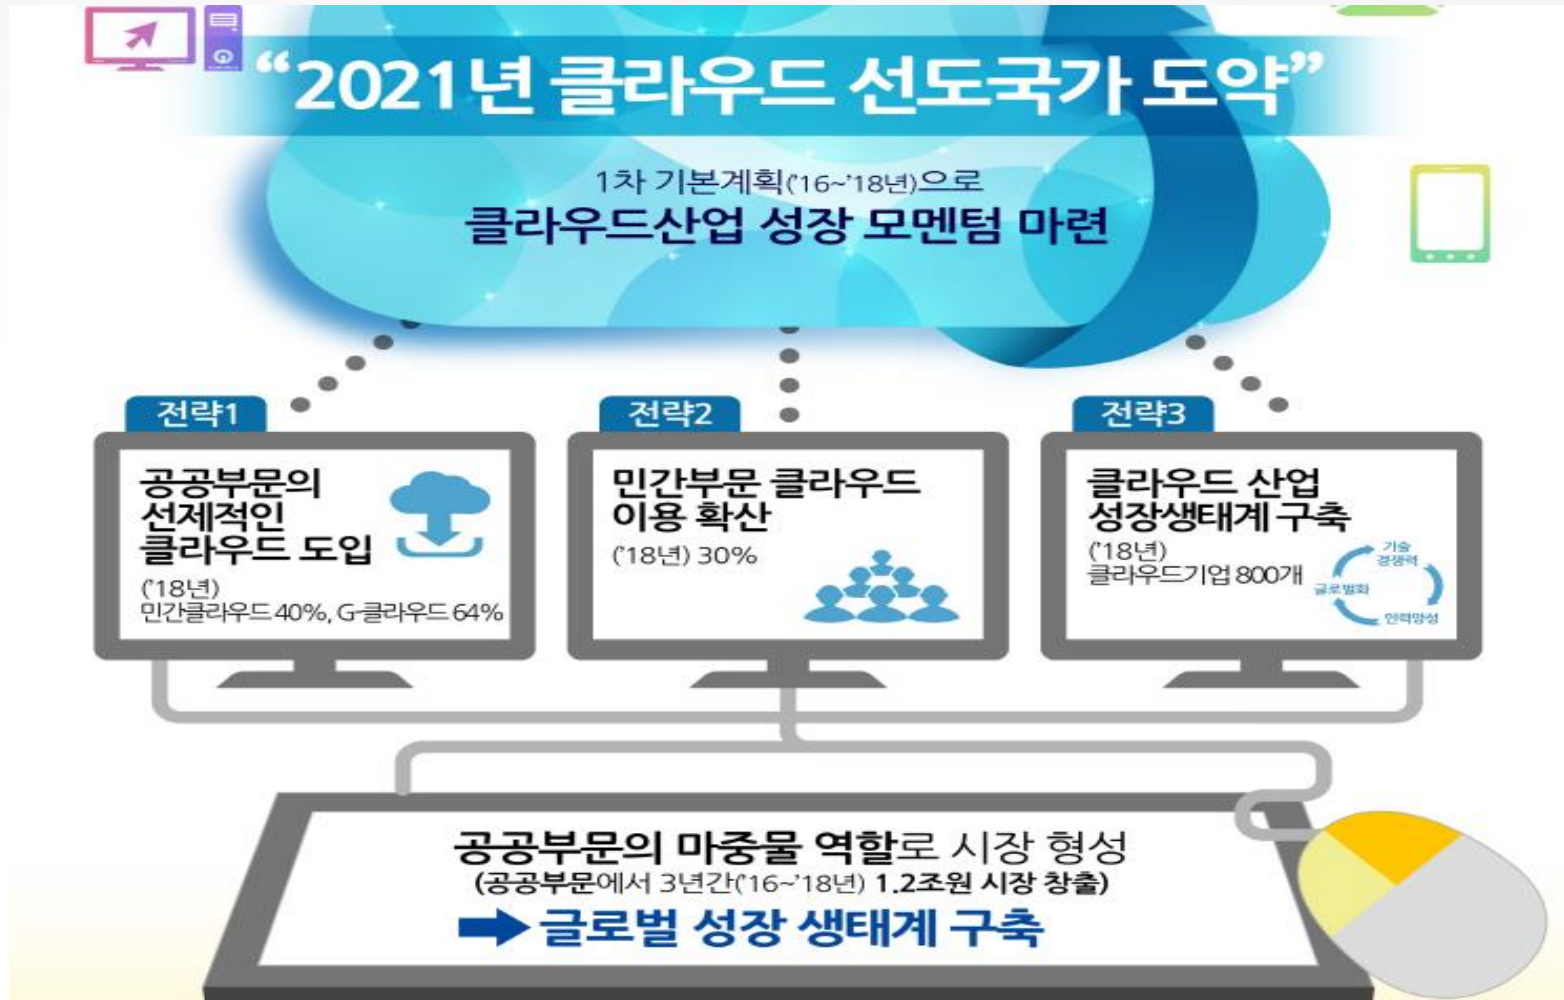 “2021년 클라우드 선도국가 도약”
1차 기본계획('16~'18년)으로
클라우드산업 성장 모멘텀 마련
전략1
공공부문의
선제적인
클라우드 도입
('18년)
민간클라우드 40%, G-클라우드 64%
전략2
민간부문 클라우드
이용 확산
('18년) 30%
전략3
클라우드 산업
성장생태계 구축
('18년)
클라우드기업 800개
기술
경쟁력
글로벌화
인력양성
공공부문의 마중물 역할로 시장 형성
(공공부문에서 3년간('16~'18년) 1.2조원 시장 창출)
글로벌 성장 생태계 구축